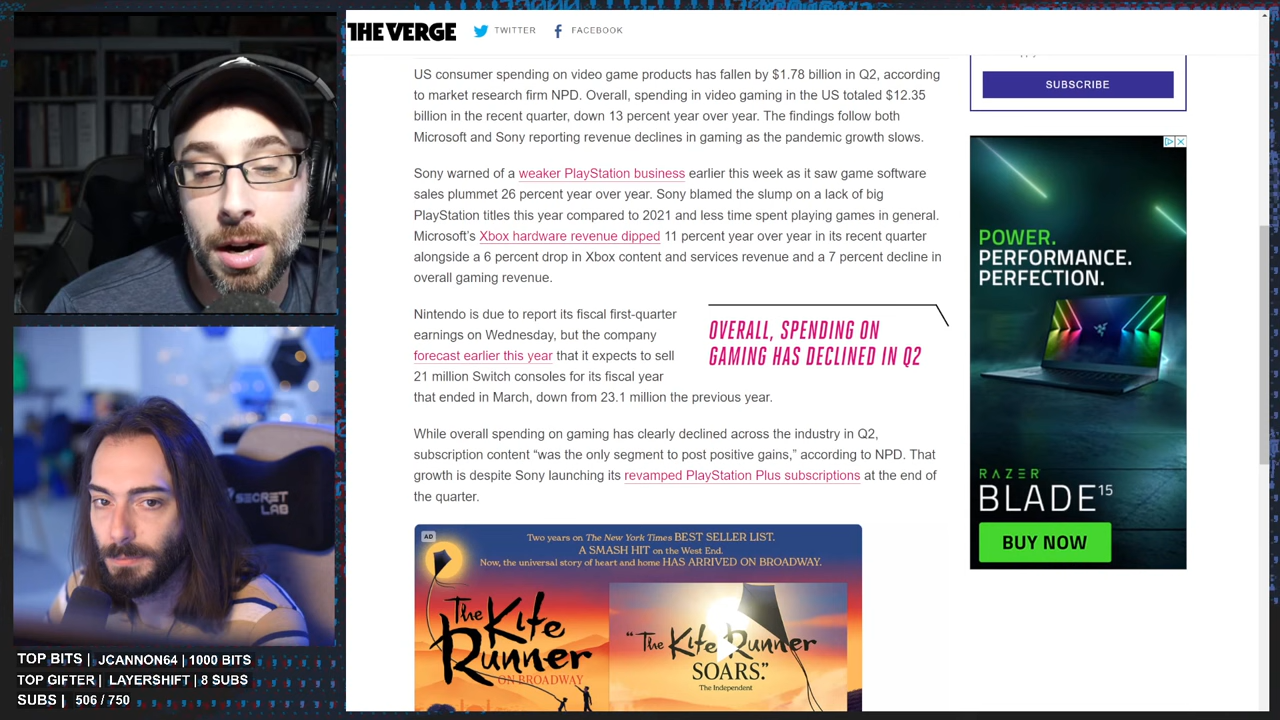 THE VERGE
TWITTER
FACEBOOK
US consumer spending on video game products has fallen by $1.78 billion in Q2, according
to market research firm NPD. Overall, spending in video gaming in the US totaled $12.35
billion in the recent quarter, down 13 percent year over year. The findings follow both
Microsoft and Sony reporting revenue declines in gaming as the pandemic growth slows.
Sony warned of a weaker PlayStation business earlier this week as it saw game software
sales plummet 26 percent year over year. Sony blamed the slump on a lack of big
PlayStation titles this year compared to 2021 and less time spent playing games in general.
Microsoft’s Xbox hardware revenue dipped 11 percent year over year in its recent quarter
alongside a 6 percent drop in Xbox content and services revenue and a 7 percent decline in
overall gaming revenue.
Nintendo is due to report its fiscal first-quarter
earnings on Wednesday, but the company
forecast earlier this year that it expects to sell
21 million Switch consoles for its fiscal year
that ended in March, down from 23.1 million the previous year.
OVERALL, SPENDING ON
GAMING HAS DECLINED IN Q2
While overall spending on gaming has clearly declined across the industry in Q2,
subscription content “was the only segment to post positive gains,” according to NPD. That
growth is despite Sony launching its revamped PlayStation Plus subscriptions at the end of
the quarter.
AD
Two years on The New York Times BEST SELLER LIST.
A SMASH HIT on the West End.
Now, the universal story of heart and home HAS ARRIVED ON BROADWAY.
The Kite
Runner
ON BROADWAY
“The Kite Runner
SOARS.”
The Independent
SUBSCRIBE
POWER.
PERFORMANCE.
PERFECTION.
RAZER
BLADE 15
BUY NOW
SECRET
LAB
TOP BITS | JCANNON64 | 1000 BITS
TOP GIFTER | LAYERSHIFT | 8 SUBS
SUBS | 506 / 750